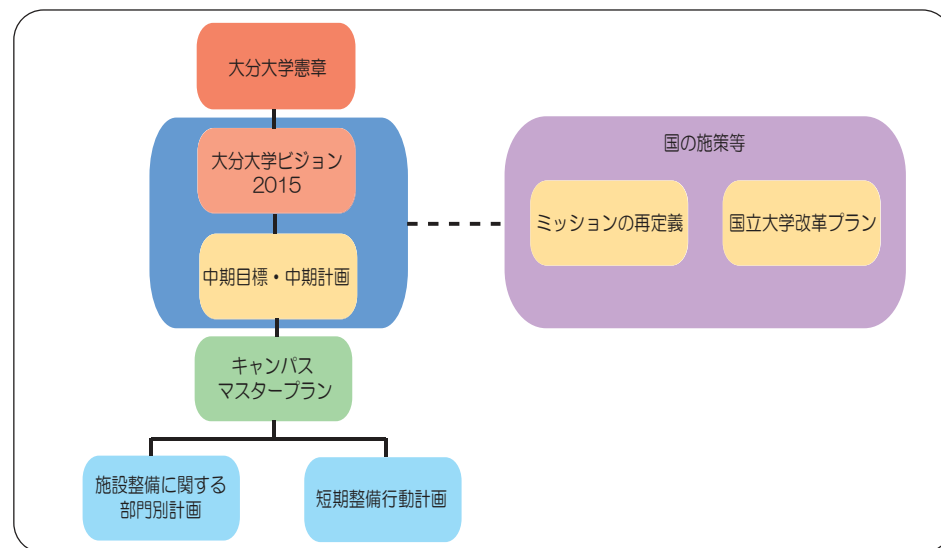 大分大学憲章
大分大学ビジョン
2015
中期目標・中期計画
国の施策等
ミッションの再定義
国立大学改革プラン
キャンパス
マスタープラン
施設整備に関する
部門別計画
短期整備行動計画